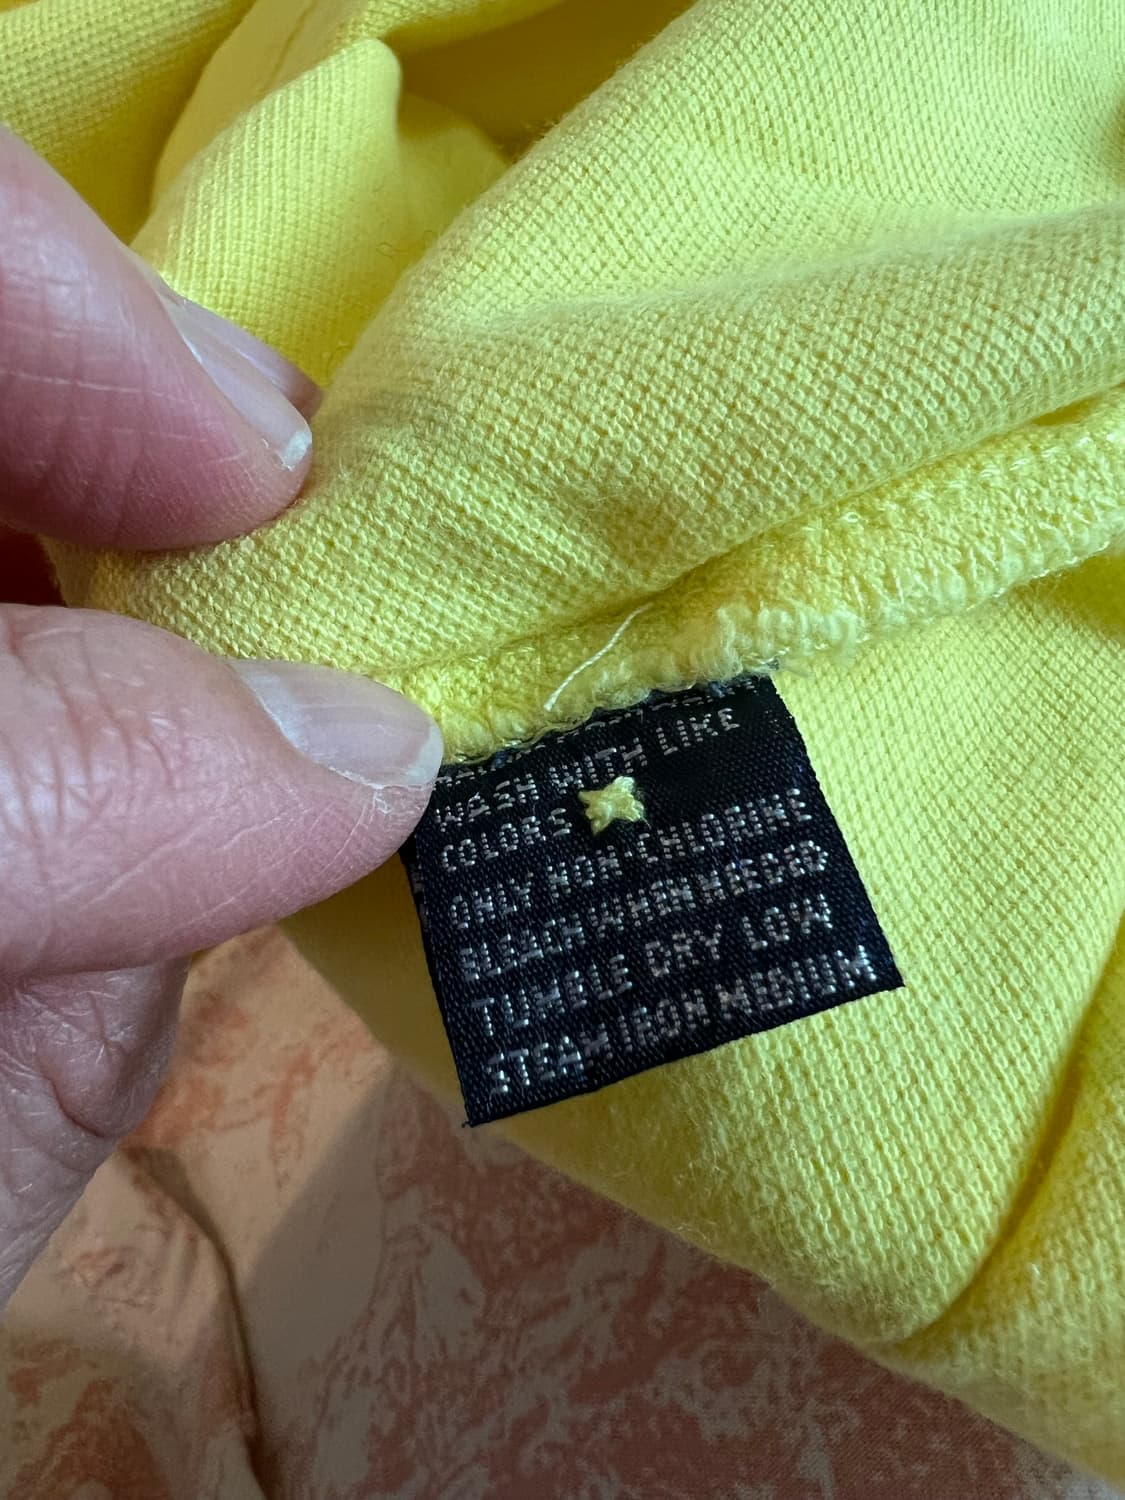 WASH WITH LIKE
COLORS
ONLY NON-CHLORINE
BLEACH WHEN NEEDED
TUMBLE DRY LOW
STEAM IRON MEDIUM